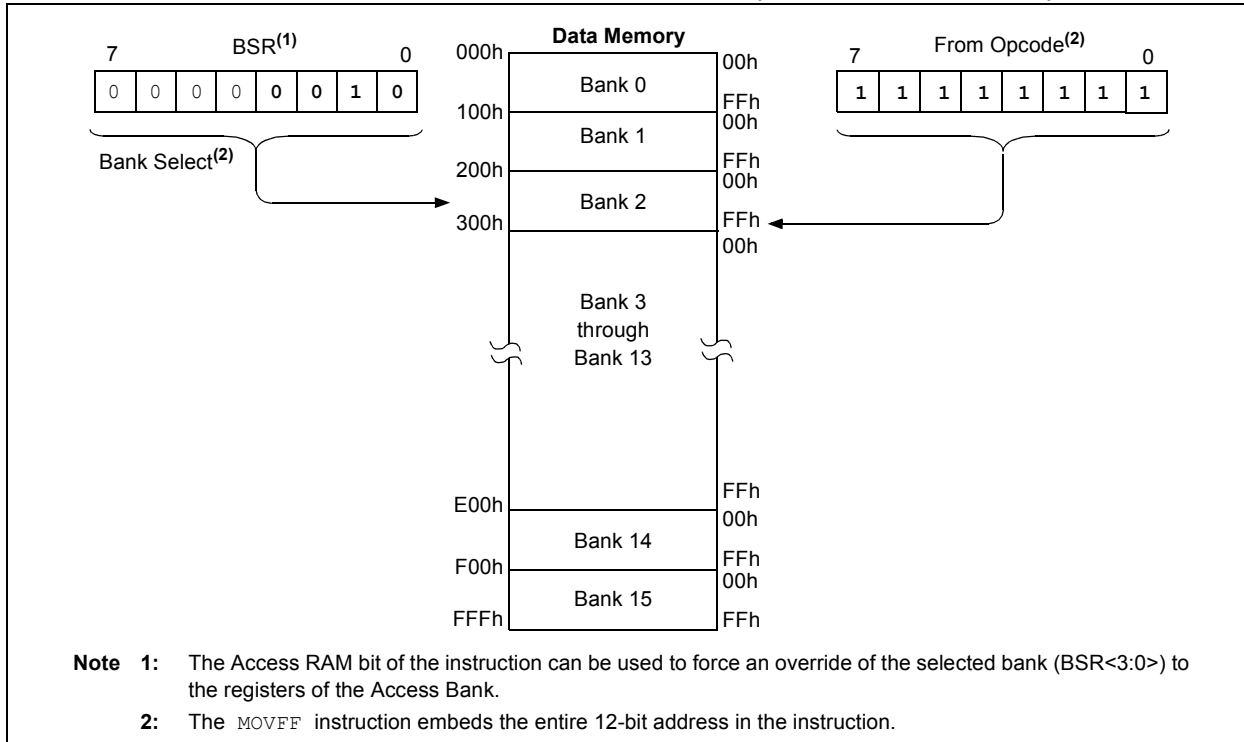 Data Memory
7 BSR(1) 0
0 0 0 0 0 0 1 0
Bank Select(2)
7 From Opcode(2) 0
1 1 1 1 1 1 1 1
000h 00h
Bank 0
FFh
100h 00h
Bank 1
FFh
200h 00h
Bank 2
300h FFh
00h
Bank 3
through
Bank 13
FFh
E00h 00h
Bank 14
FFh
F00h 00h
Bank 15
FFFh FFh
Note 1: The Access RAM bit of the instruction can be used to force an override of the selected bank (BSR<3:0>) to
the registers of the Access Bank.
2: The MOVFF instruction embeds the entire 12-bit address in the instruction.